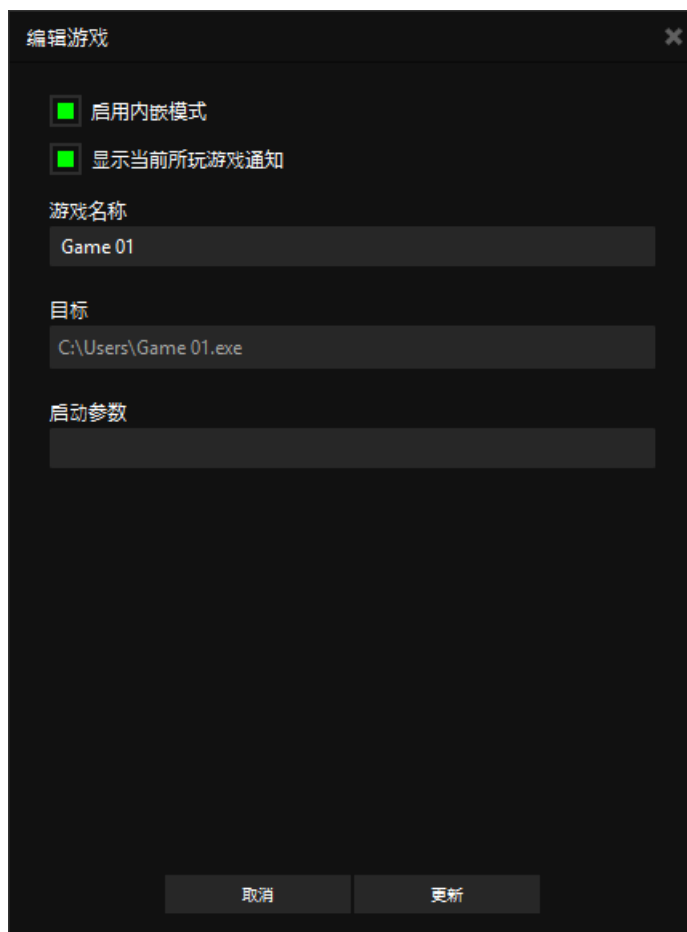 编辑游戏
启用内嵌模式
显示当前所玩游戏通知
游戏名称
Game 01
目标
C:\Users\Game 01.exe
启动参数
取消
更新